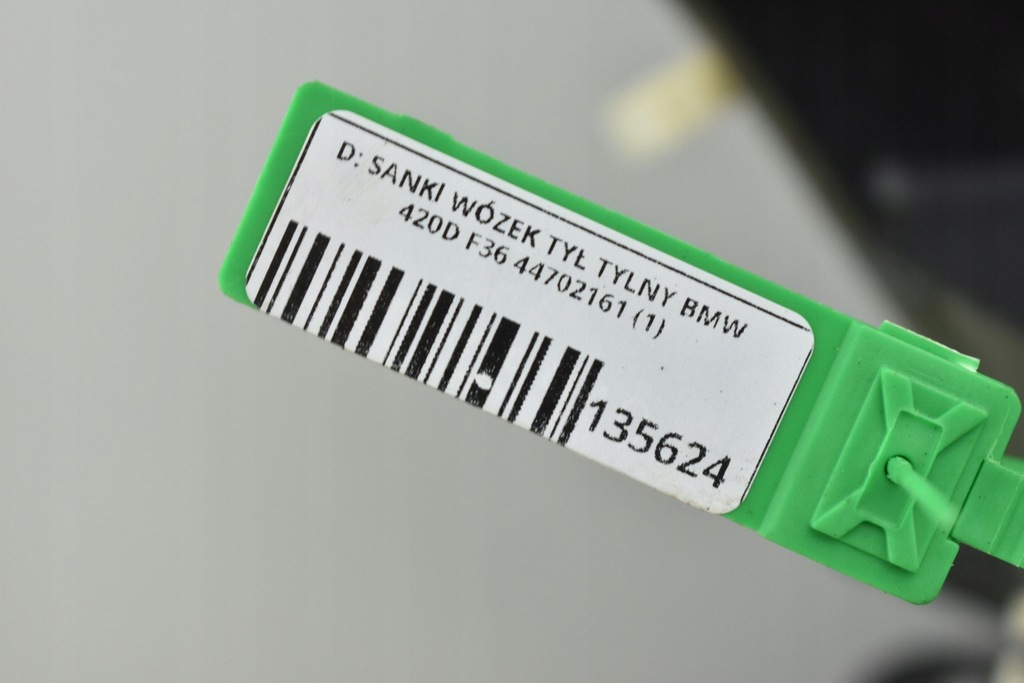 D: SANKI WÓZEK TYŁ TYLNY BMW
420D F36 44702161 (1)
135624